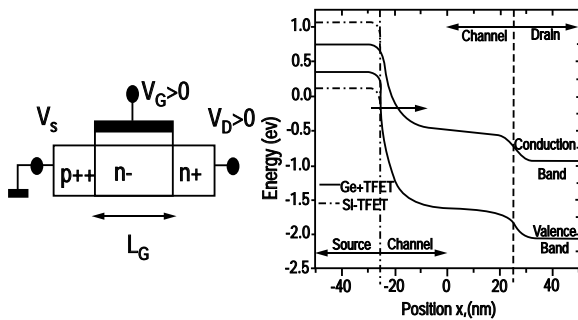 V_G>0
V_s
V_D>0
p++
n-
n+
L_G
Energy (ev)
1.0
0.5
0.0
-0.5
-1.0
-1.5
-2.0
-2.5
Channel
Drain
Conduction
Band
Ge+TFET
SI-TFET
Valence
Band
Source
Channel
-40
-20
0
20
40
Position x,(nm)